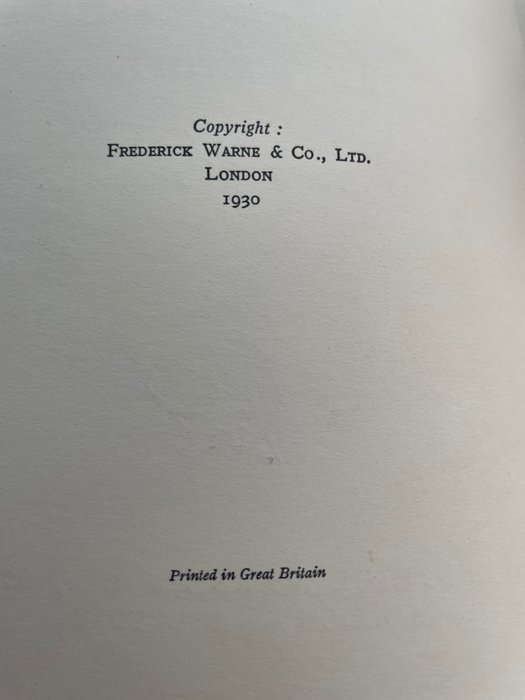 Copyright :
Frederick Warne & Co., Ltd.
London
1930
Printed in Great Britain